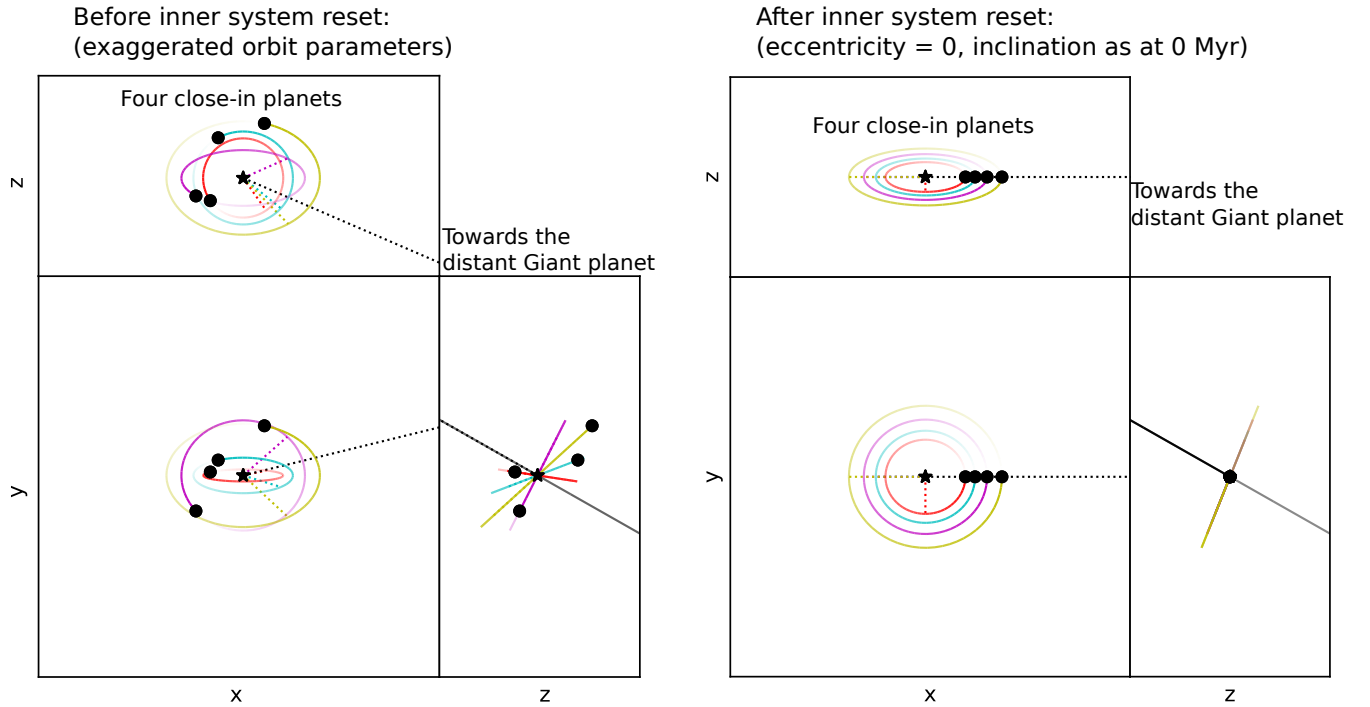 Before inner system reset:
(exaggerated orbit parameters)
Four close-in planets
z
Towards the
distant Giant planet
y
x
z
After inner system reset:
(eccentricity = 0, inclination as at 0 Myr)
Four close-in planets
z
Towards the
distant Giant planet
y
x
z